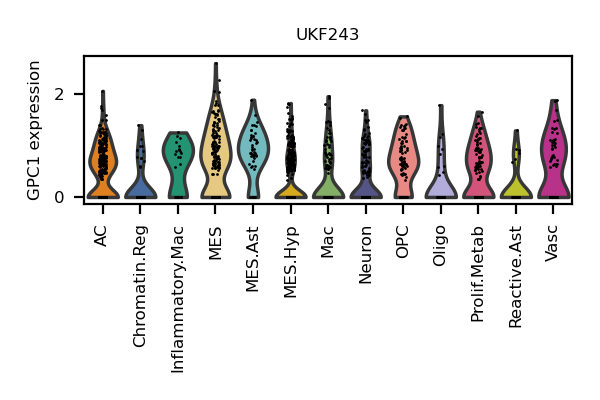 UKF243
GPC1 expression
2
0
AC
Chromatin.Reg
Inflammatory.Mac
MES
MES.Ast
MES.Hyp
Mac
Neuron
OPC
Oligo
Prolif.Metab
Reactive.Ast
Vasc